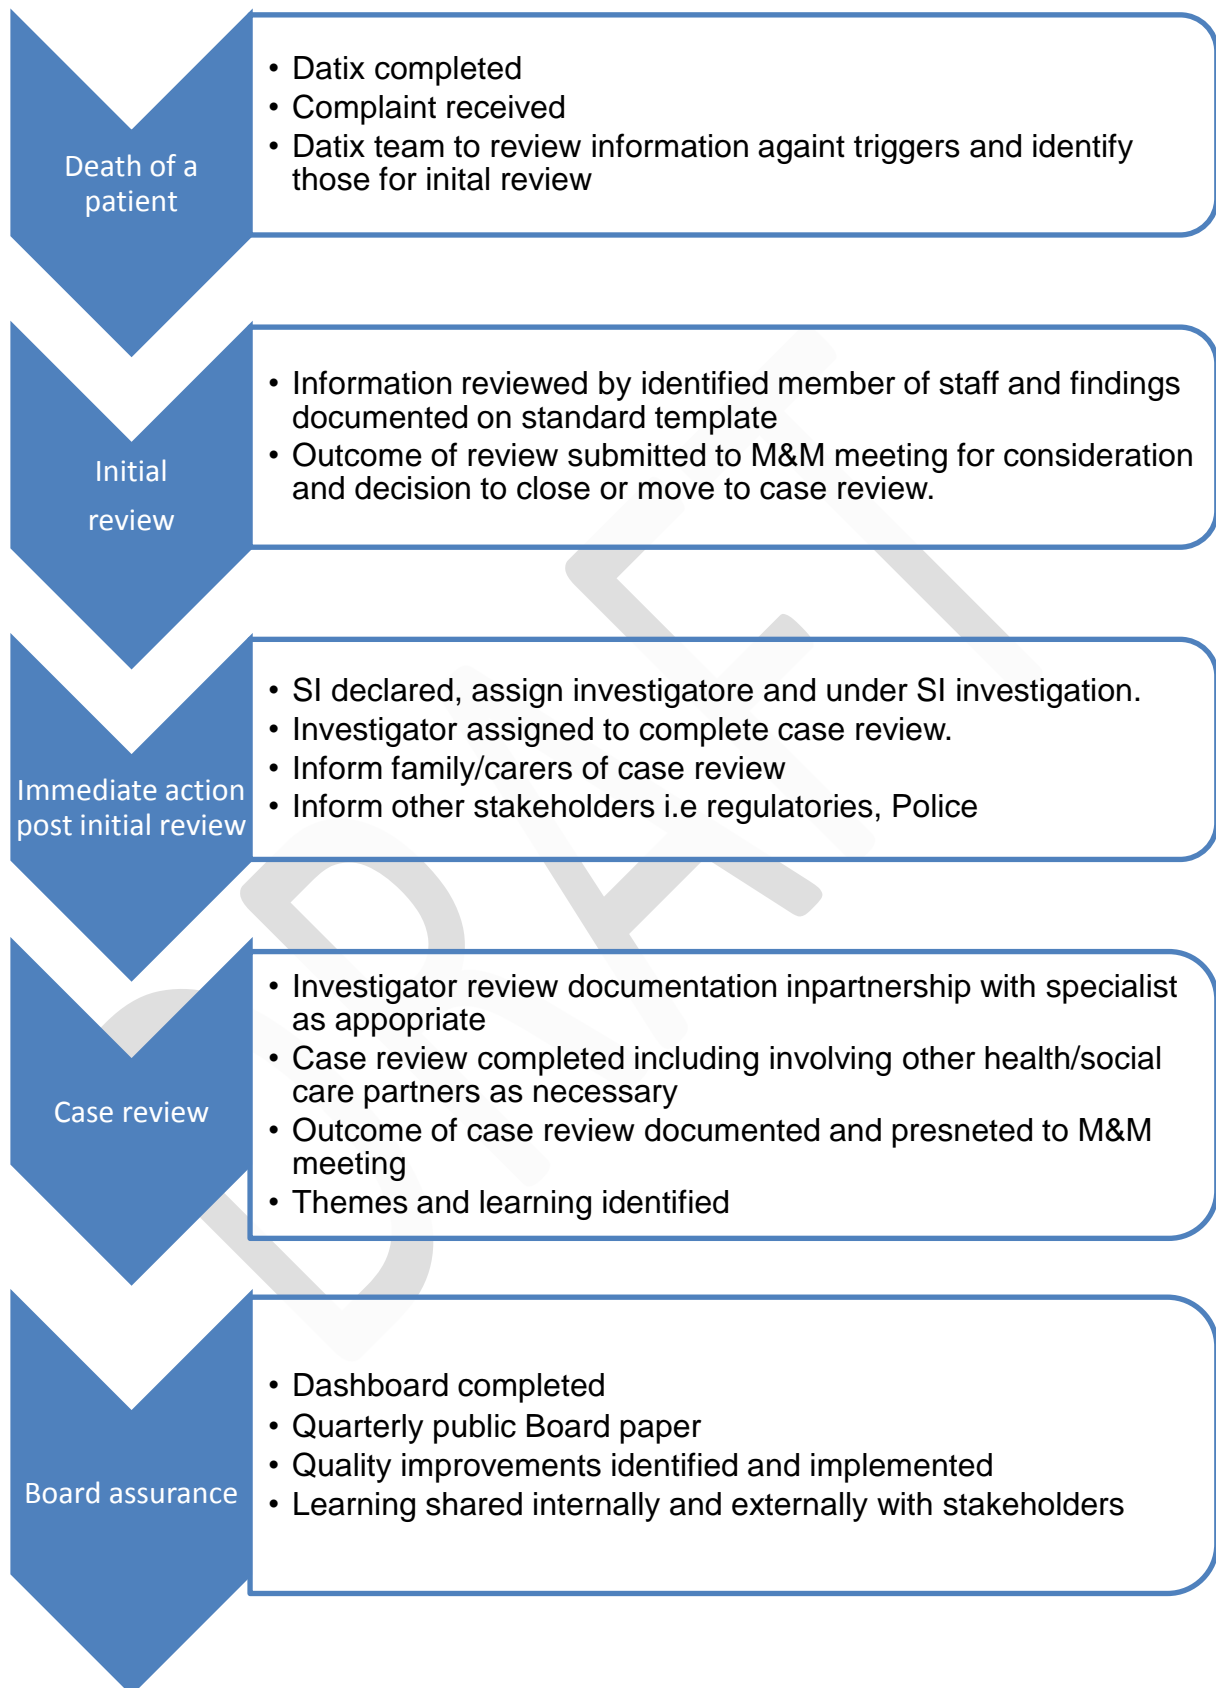 Death of a
patient
• Datix completed
• Complaint received
• Datix team to review information againt triggers and identify
those for inital review
Initial
review
• Information reviewed by identified member of staff and findings
documented on standard template
• Outcome of review submitted to M&M meeting for consideration
and decision to close or move to case review.
Immediate action
post initial review
• SI declared, assign investigatore and under SI investigation.
• Investigator assigned to complete case review.
• Inform family/carers of case review
• Inform other stakeholders i.e regulatories, Police
Case review
• Investigator review documentation inpartnership with specialist
as appopriate
• Case review completed including involving other health/social
care partners as necessary
• Outcome of case review documented and presneted to M&M
meeting
• Themes and learning identified
Board assurance
• Dashboard completed
• Quarterly public Board paper
• Quality improvements identified and implemented
• Learning shared internally and externally with stakeholders
DRAFT